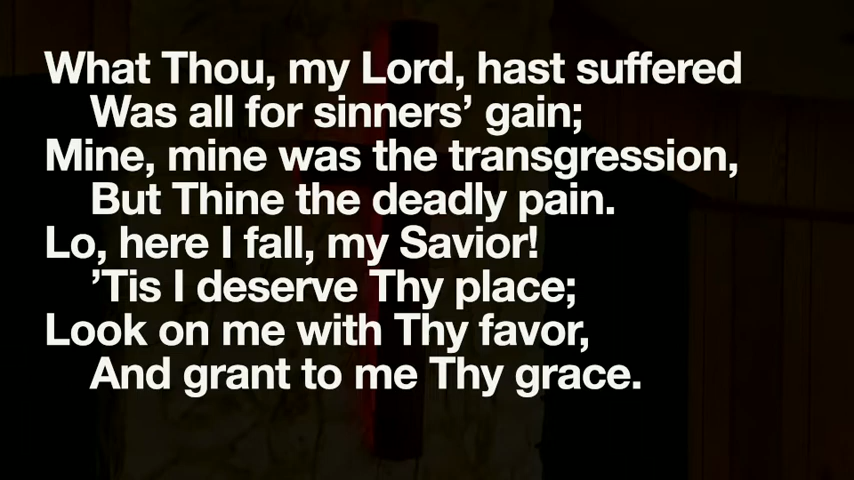 What Thou, my Lord, hast suffered
Was all for sinners’ gain;
Mine, mine was the transgression,
But Thine the deadly pain.
Lo, here I fall, my Savior!
’Tis I deserve Thy place;
Look on me with Thy favor,
And grant to me Thy grace.